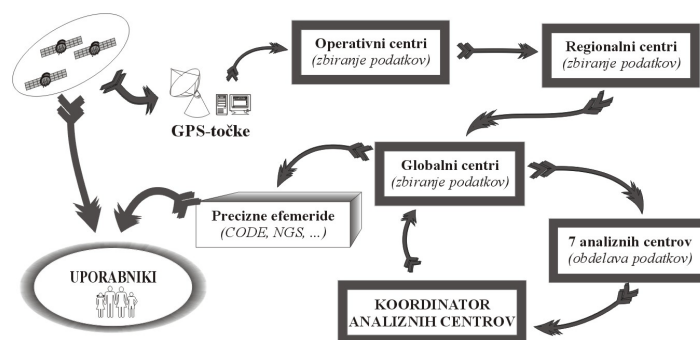 Operativni centri
(zbiranje podatkov)
Regionalni centri
(zbiranje podatkov)
GPS-točke
Globalni centri
(zbiranje podatkov)
Precizne efemeride
(CODE, NGS, ...)
7 analiznih centrov
(obdelava podatkov)
UPORABNIKI
KOORDINATOR
ANALIZNIH CENTROV